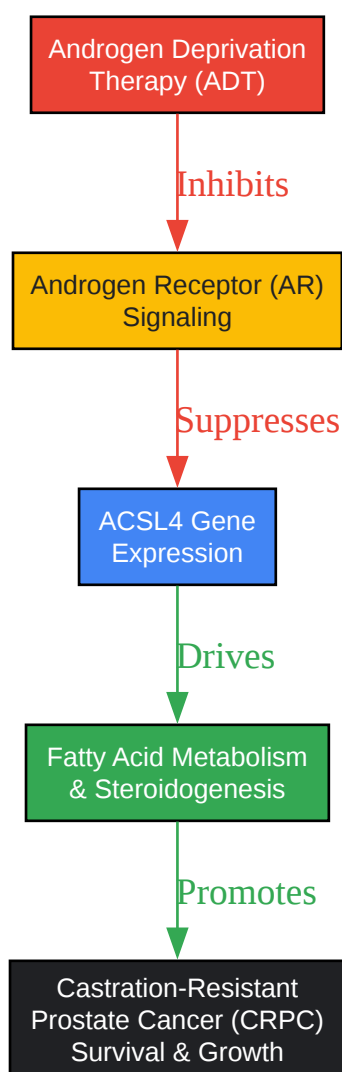 Androgen Deprivation
Therapy (ADT)
Inhibits
Androgen Receptor (AR)
Signaling
Suppresses
ACSL4 Gene
Expression
Drives
Fatty Acid Metabolism
& Steroidogenesis
Promotes
Castration-Resistant
Prostate Cancer (CRPC)
Survival & Growth